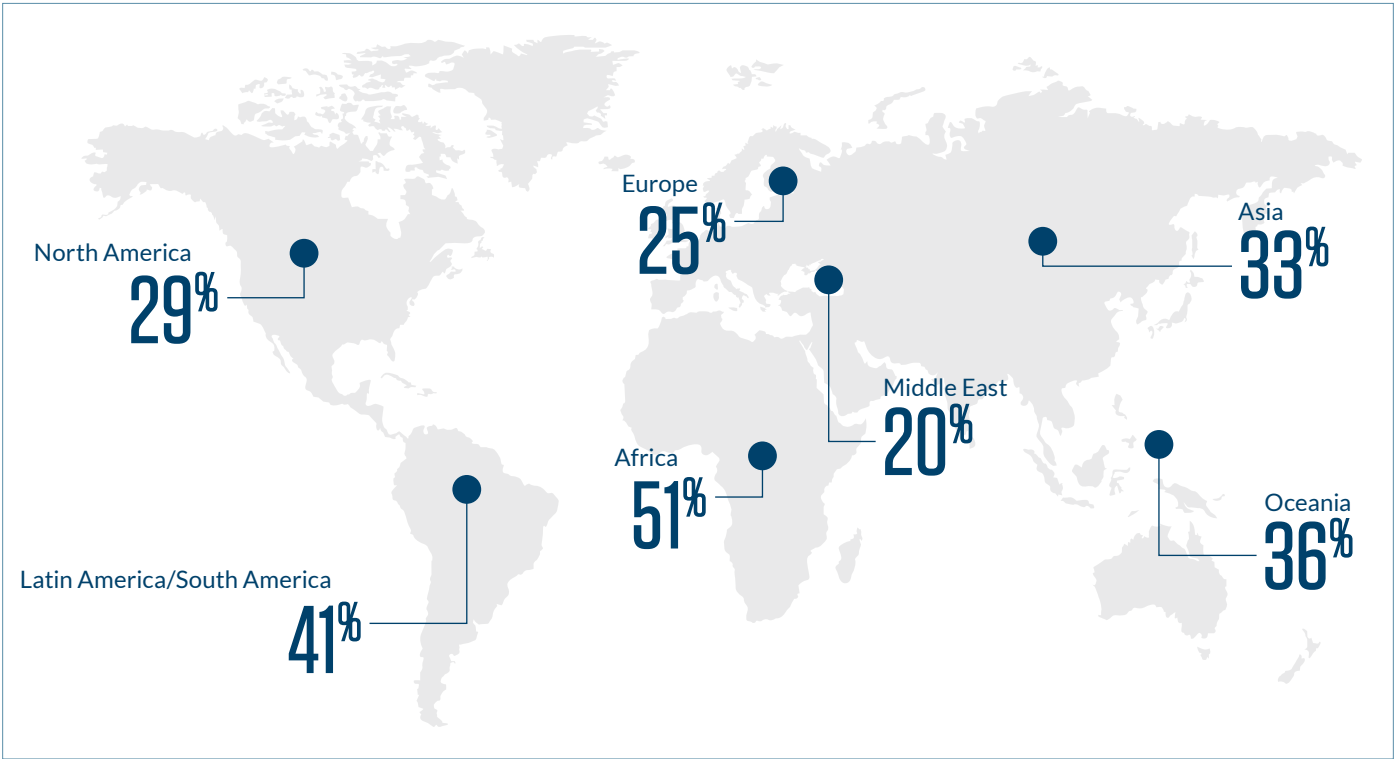 Europe
25%
Asia
33%
North America
29%
Middle East
20%
Africa
51%
Oceania
36%
Latin America/South America
41%